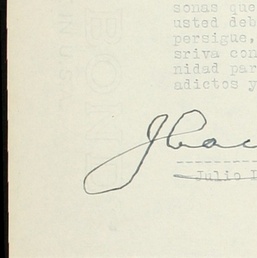 sonas que
usted deb
persigue,
sriva con
nidad par
adictos y
Julio